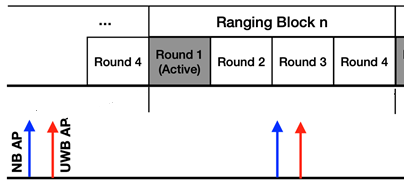 ... Ranging Block n
Round 4 Round 1 (Active) Round 2 Round 3 Round 4
NB AP
UWB AP